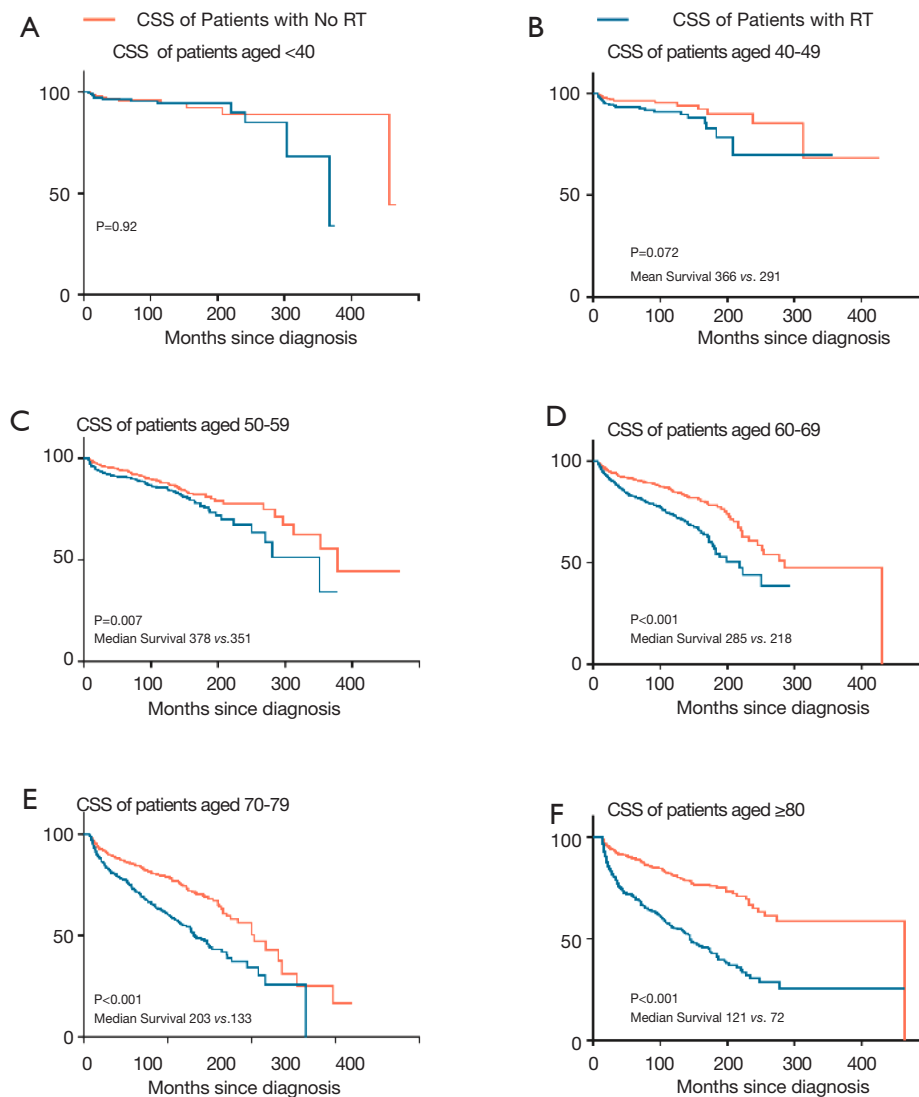 CSS of Patients with No RT
CSS of Patients with RT
A
CSS of patients aged <40
100
50
0
P=0.92
0 100 200 300 400
Months since diagnosis
B
CSS of patients aged 40-49
100
50
0
P=0.072
Mean Survival 366 vs. 291
0 100 200 300 400
Months since diagnosis
C
CSS of patients aged 50-59
100
50
0
P=0.007
Median Survival 378 vs.351
0 100 200 300 400
Months since diagnosis
D
CSS of patients aged 60-69
100
50
0
P<0.001
Median Survival 285 vs. 218
0 100 200 300 400
Months since diagnosis
E
CSS of patients aged 70-79
100
50
0
P<0.001
Median Survival 203 vs.133
0 100 200 300 400
Months since diagnosis
F
CSS of patients aged ≥80
100
50
0
P<0.001
Median Survival 121 vs. 72
0 100 200 300 400
Months since diagnosis